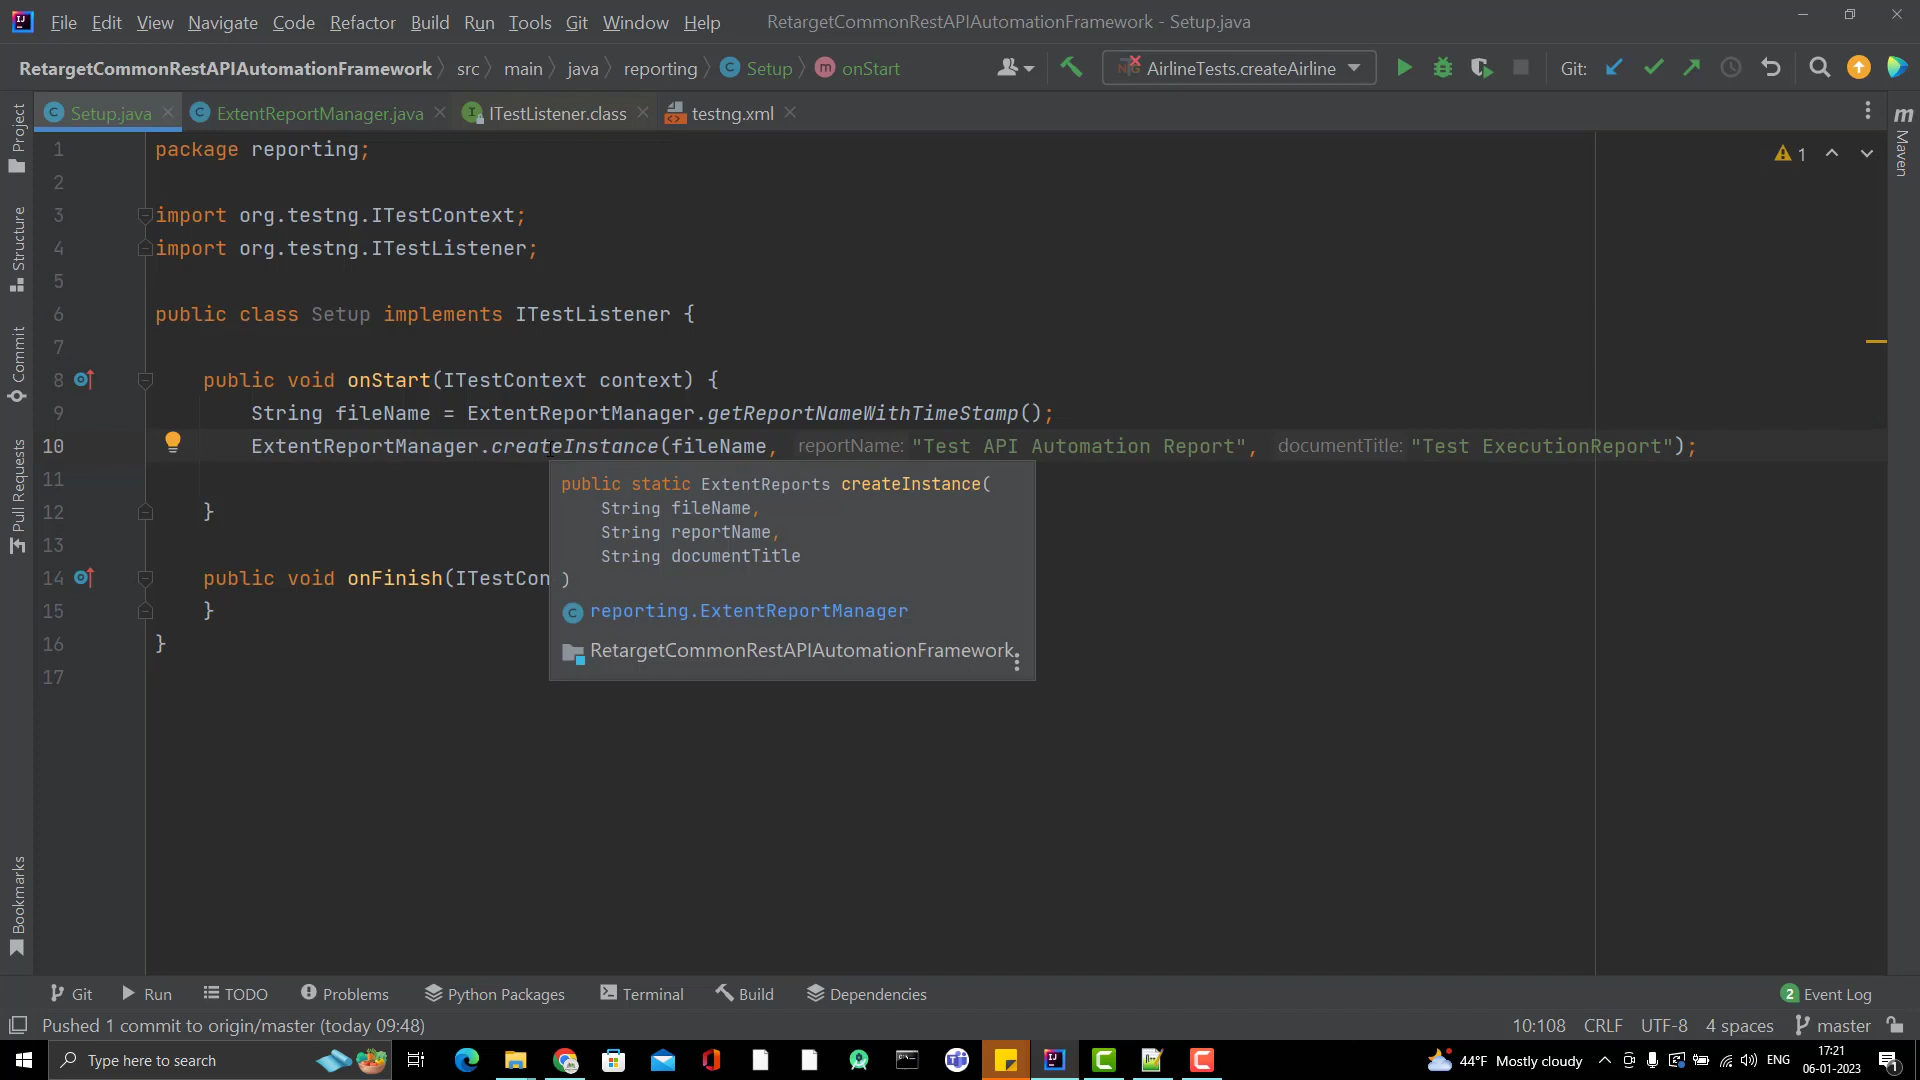 File Edit View Navigate Code Refactor Build Run Tools Git Window Help RetargetCommonRestAPIAutomationFramework - Setup.java
RetargetCommonRestAPIAutomationFramework src main java reporting Setup onStart AirlineTests.createAirline Git:
Setup.java ExtentReportManager.java ITestListener.class testng.xml
1 package reporting;
2
3 import org.testng.ITestContext;
4 import org.testng.ITestListener;
5
6 public class Setup implements ITestListener {
7
8 public void onStart(ITestContext context) {
9 String fileName = ExtentReportManager.getReportNameWithTimeStamp();
10 ExtentReportManager.createInstance(fileName, reportName: "Test API Automation Report", documentTitle: "Test ExecutionReport");
11
12 }
13
14 public void onFinish(ITestCon
15 }
16 }
17
public static ExtentReports createInstance(
String fileName,
String reportName,
String documentTitle
)
reporting.ExtentReportManager
RetargetCommonRestAPIAutomationFramework
1
Project
Structure
Commit
Pull Requests
Bookmarks
Maven
Git Run TODO Problems Python Packages Terminal Build Dependencies 2 Event Log
Pushed 1 commit to origin/master (today 09:48) 10:108 CRLF UTF-8 4 spaces master
Type here to search 44°F Mostly cloudy ENG 17:21
06-01-2023 1